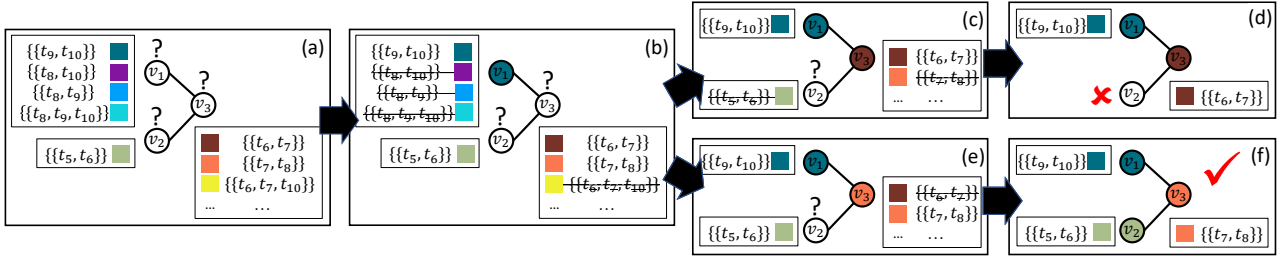 (a)
{{t₉, t₁₀}}
{{t₈, t₁₀}}
{{t₈, t₉}}
{{t₈, t₉, t₁₀}}
?
v₁
?
v₃
?
v₂
{{t₅, t₆}}
{{t₆, t₇}}
{{t₇, t₈}}
{{t₆, t₇, t₁₀}}
... ...
(b)
{{t₉, t₁₀}}
{{t₈, t₁₀}}
{{t₈, t₉}}
{{t₈, t₉, t₁₀}}
v₁
?
v₃
?
v₂
{{t₅, t₆}}
{{t₆, t₇}}
{{t₇, t₈}}
{{t₆, t₇, t₁₀}}
... ...
(c)
{{t₉, t₁₀}}
v₁
v₃
?
v₂
{{t₅, t₆}}
{{t₆, t₇}}
{{t₇, t₈}}
... ...
(d)
{{t₉, t₁₀}}
v₁
v₃
✘
v₂
{{t₆, t₇}}
(e)
{{t₉, t₁₀}}
v₁
v₃
?
v₂
{{t₅, t₆}}
{{t₆, t₇}}
{{t₇, t₈}}
... ...
(f)
{{t₉, t₁₀}}
v₁
v₃
✓
v₂
{{t₅, t₆}}
{{t₇, t₈}}